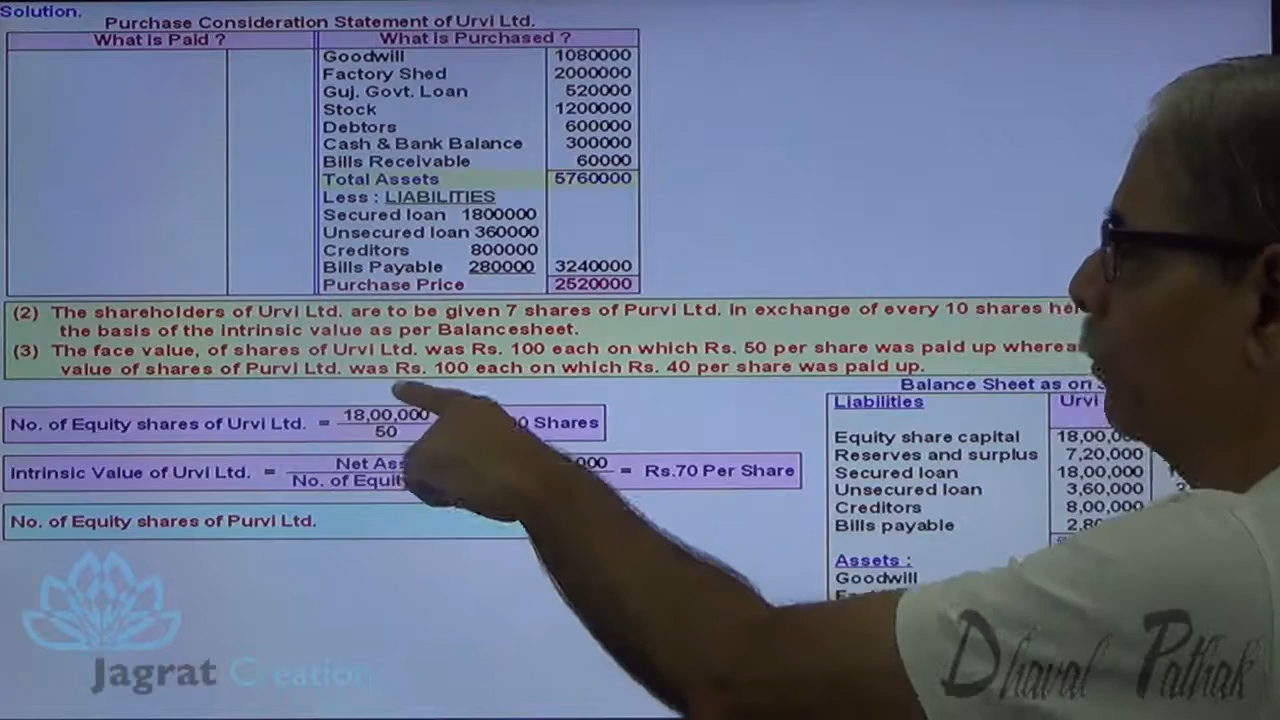 Solution.
Purchase Consideration Statement of Urvi Ltd.
What is Paid ? What is Purchased ?
Goodwill 1080000
Factory Shed 2000000
Guj. Govt. Loan 520000
Stock 1200000
Debtors 600000
Cash & Bank Balance 300000
Bills Receivable 60000
Total Assets 5760000
Less : LIABILITIES
Secured loan 1800000
Unsecured loan 360000
Creditors 800000
Bills Payable 280000 3240000
Purchase Price 2520000
(2) The shareholders of Urvi Ltd. are to be given 7 shares of Purvi Ltd. In exchange of every 10 shares
the basis of the intrinsic value as per Balancesheet.
(3) The face value, of shares of Urvi Ltd. was Rs. 100 each on which Rs. 50 per share was paid up
value of shares of Purvi Ltd. was Rs. 100 each on which Rs. 40 per share was paid up.
No. of Equity shares of Urvi Ltd. = 18,00,000
50
Shares
Intrinsic Value of Urvi Ltd. = Net
No. of
= Rs.70 Per Share
No. of Equity shares of Purvi Ltd.
Balance Sheet as on
Liabilities Urvi
Equity share capital
Reserves and surplus 7,20,000
Secured loan 18,00,000
Unsecured loan 3,60,000
Creditors 8,00,000
Bills payable
Assets :
Goodwill
Jagrat Creation
Dhaval Pathak